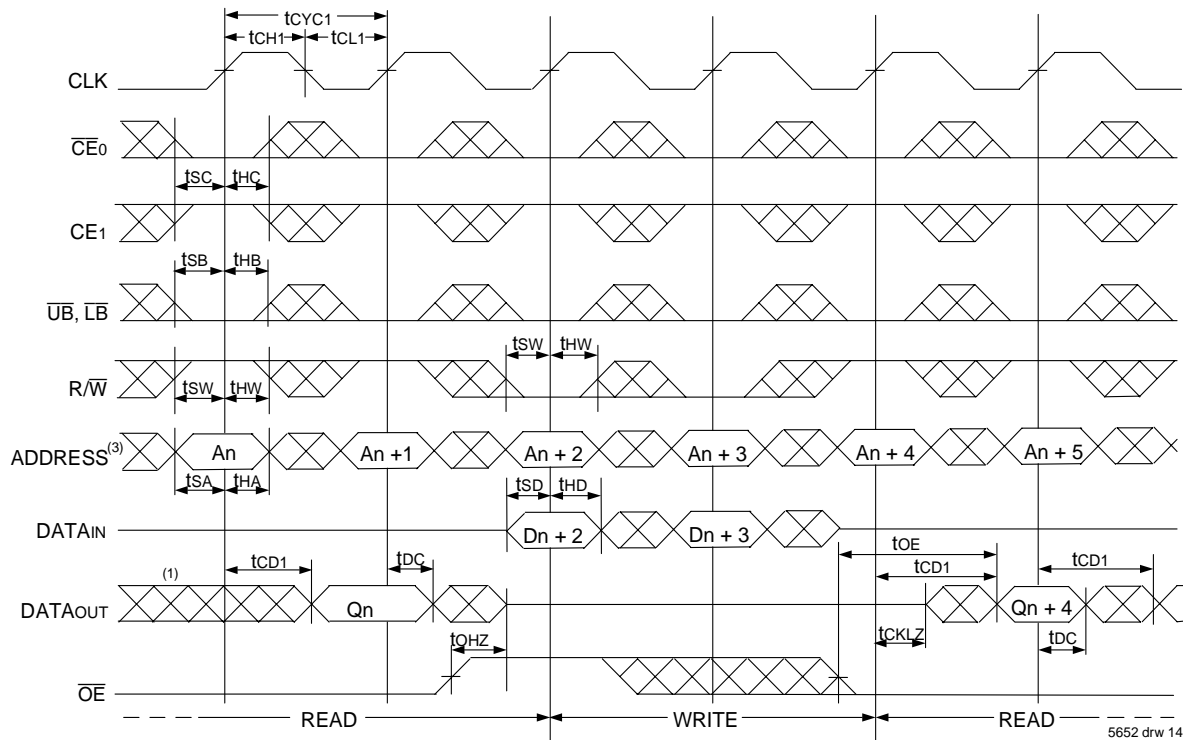 tCYC1
tCH1 tCL1
CLK
CE0
tSC tHC
CE1
tSB tHB
UB, LB
tSW tHW
R/W
tSW tHW
ADDRESS(3) An An +1 An + 2 An + 3 An + 4 An + 5
tSA tHA tSD tHD
DATAIN Dn + 2 Dn + 3
tOE
(1) tCD1 tDC tCD1 tCD1
DATAOUT Qn Qn + 4
tOHZ tCKLZ tDC
OE
READ WRITE READ
5652 drw 14